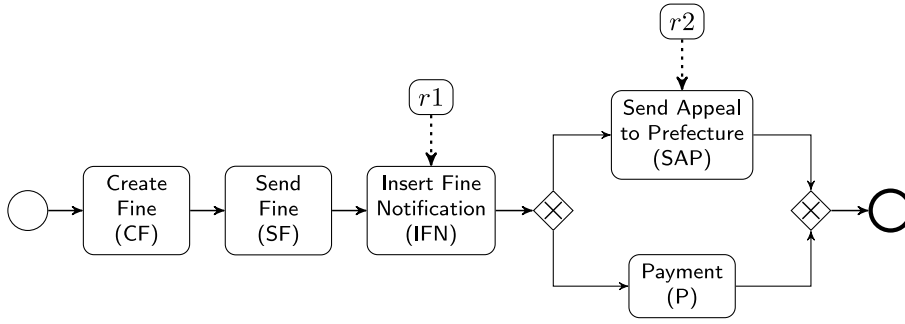 r2
r1
Create
Fine
(CF)
Send
Fine
(SF)
Insert Fine
Notification
(IFN)
Send Appeal
to Prefecture
(SAP)
Payment
(P)